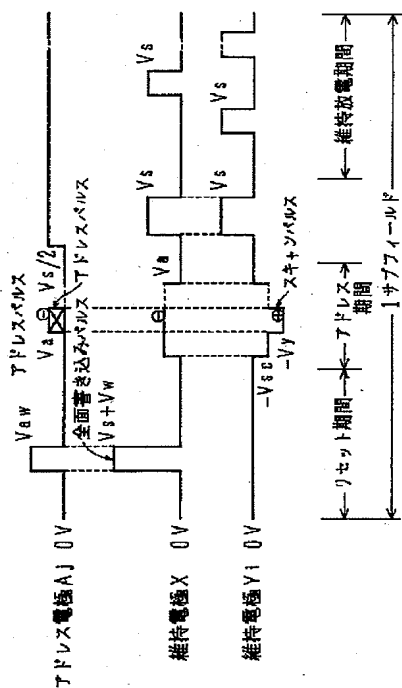 アドレスパルス
Vaw
Va
⊖
Vs/2
アドレスパルス
アドレス電極Aj 0V
全面書き込みパルス
Vs+Vw
⊖
Va
Vs
Vs
維持電極X 0V
Vs
Vs
維持電極Yi 0V
-Vsc
-Vy
⊕
スキャンパルス
リセット期間
アドレス
期間
維持放電期間
1サブフィールド